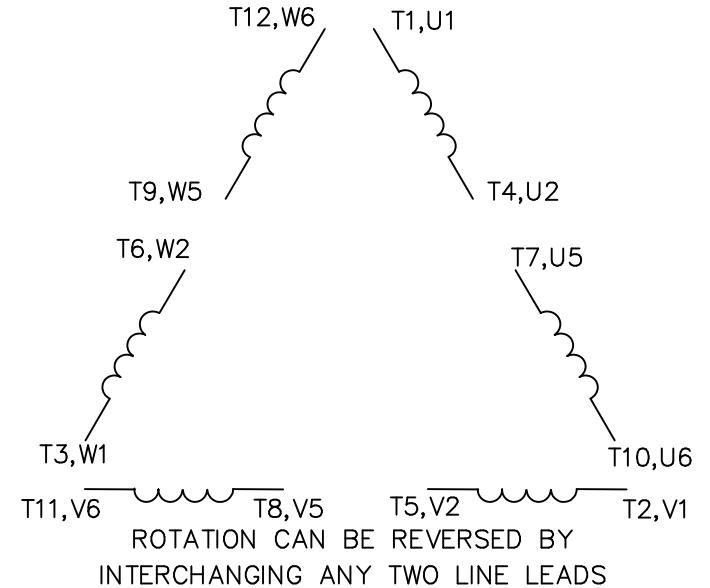 T12,W6
T1,U1
T9,W5
T4,U2
T6,W2
T7,U5
T3,W1
T10,U6
T11,V6
T8,V5
T5,V2
T2,V1
ROTATION CAN BE REVERSED BY
INTERCHANGING ANY TWO LINE LEADS